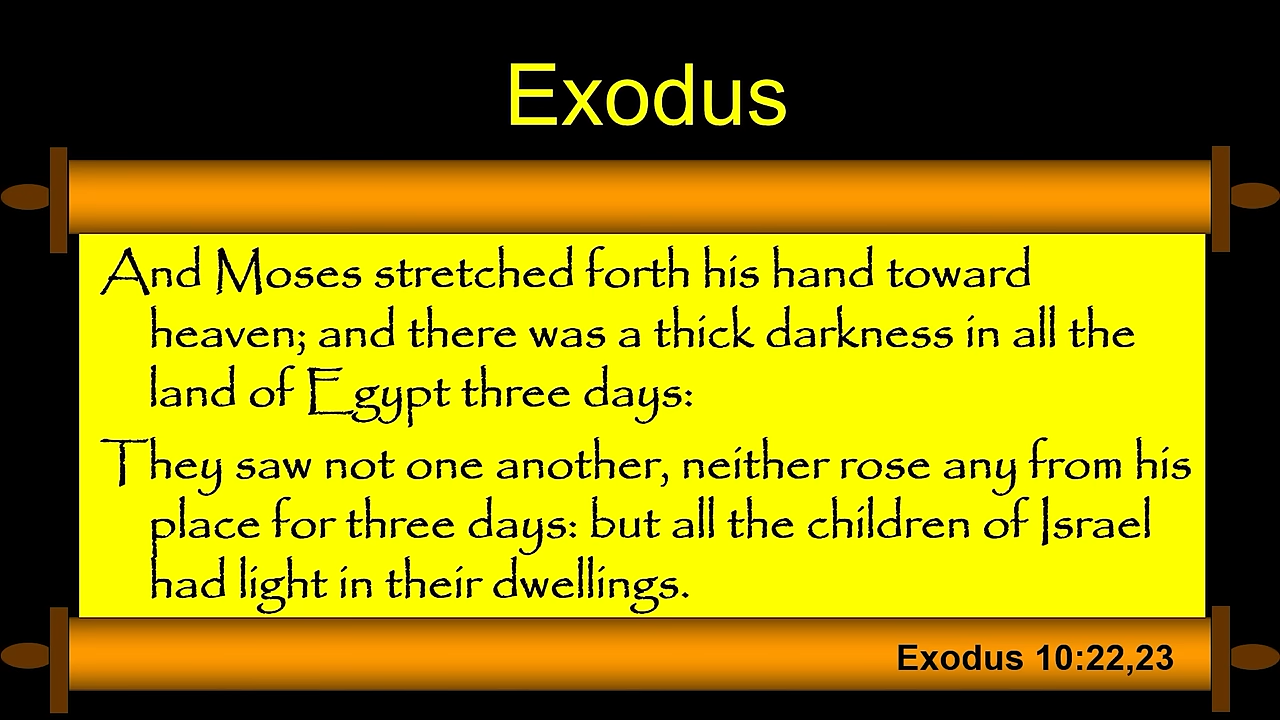 Exodus
And Moses stretched forth his hand toward
heaven; and there was a thick darkness in all the
land of Egypt three days:
They saw not one another, neither rose any from his
place for three days: but all the children of Israel
had light in their dwellings.
Exodus 10:22,23